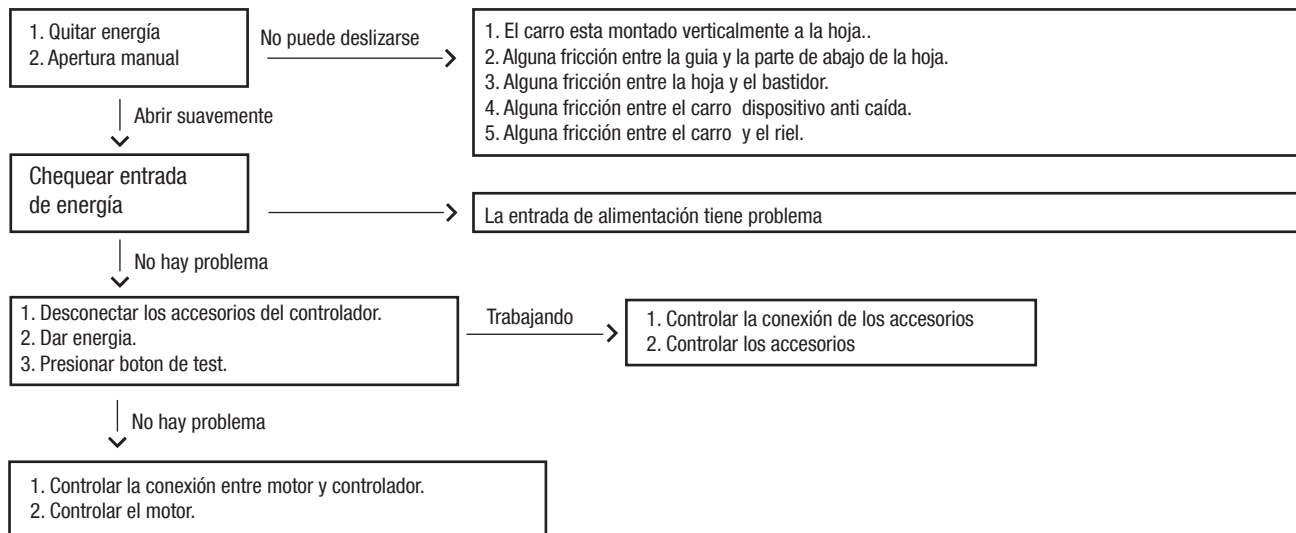 1. Quitar energía
2. Apertura manual
No puede deslizarse
1. El carro esta montado verticalmente a la hoja..
2. Alguna fricción entre la guia y la parte de abajo de la hoja.
3. Alguna fricción entre la hoja y el bastidor.
4. Alguna fricción entre el carro dispositivo anti caída.
5. Alguna fricción entre el carro y el riel.
Abrir suavemente
Chequear entrada
de energía
La entrada de alimentación tiene problema
No hay problema
1. Desconectar los accesorios del controlador.
2. Dar energia.
3. Presionar boton de test.
Trabajando
1. Controlar la conexión de los accesorios
2. Controlar los accesorios
No hay problema
1. Controlar la conexión entre motor y controlador.
2. Controlar el motor.